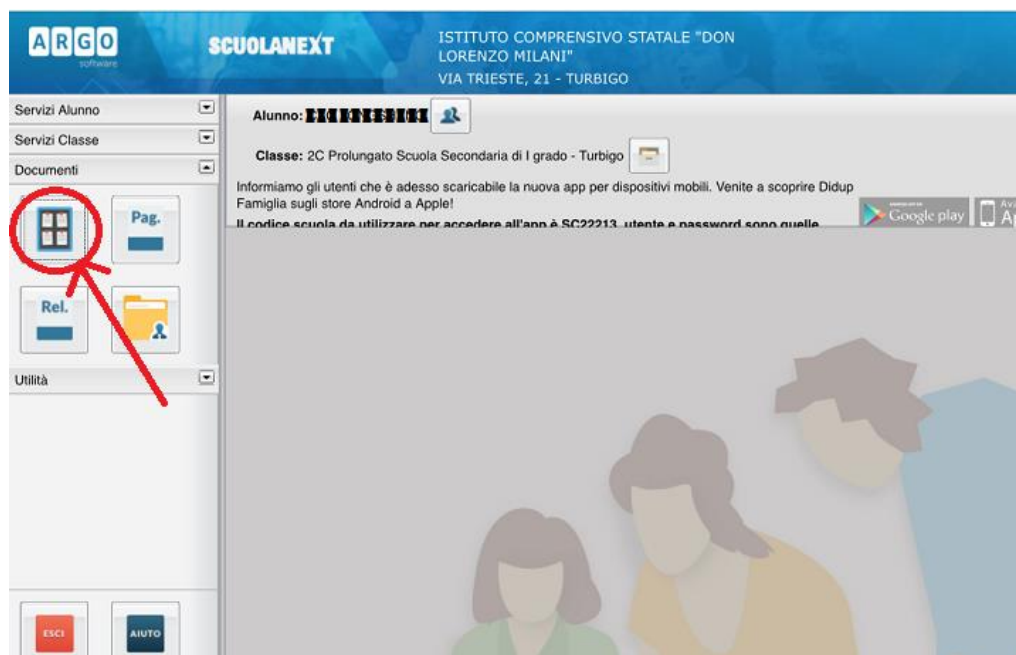 ARGO
software
SCUOLANEXT
ISTITUTO COMPRENSIVO STATALE "DON
LORENZO MILANI"
VIA TRIESTE, 21 - TURBIGO
Servizi Alunno
Servizi Classe
Documenti
Pag.
Rel.
Utilità
ESCI
AIUTO
Alunno:
Classe: 2C Prolungato Scuola Secondaria di I grado - Turbigo
Informiamo gli utenti che è adesso scaricabile la nuova app per dispositivi mobili. Venite a scoprire Didup
Famiglia sugli store Android a Apple!
Il codice scuola da utilizzare per accedere all'app è SC22213, utente e password sono quelle
Google play